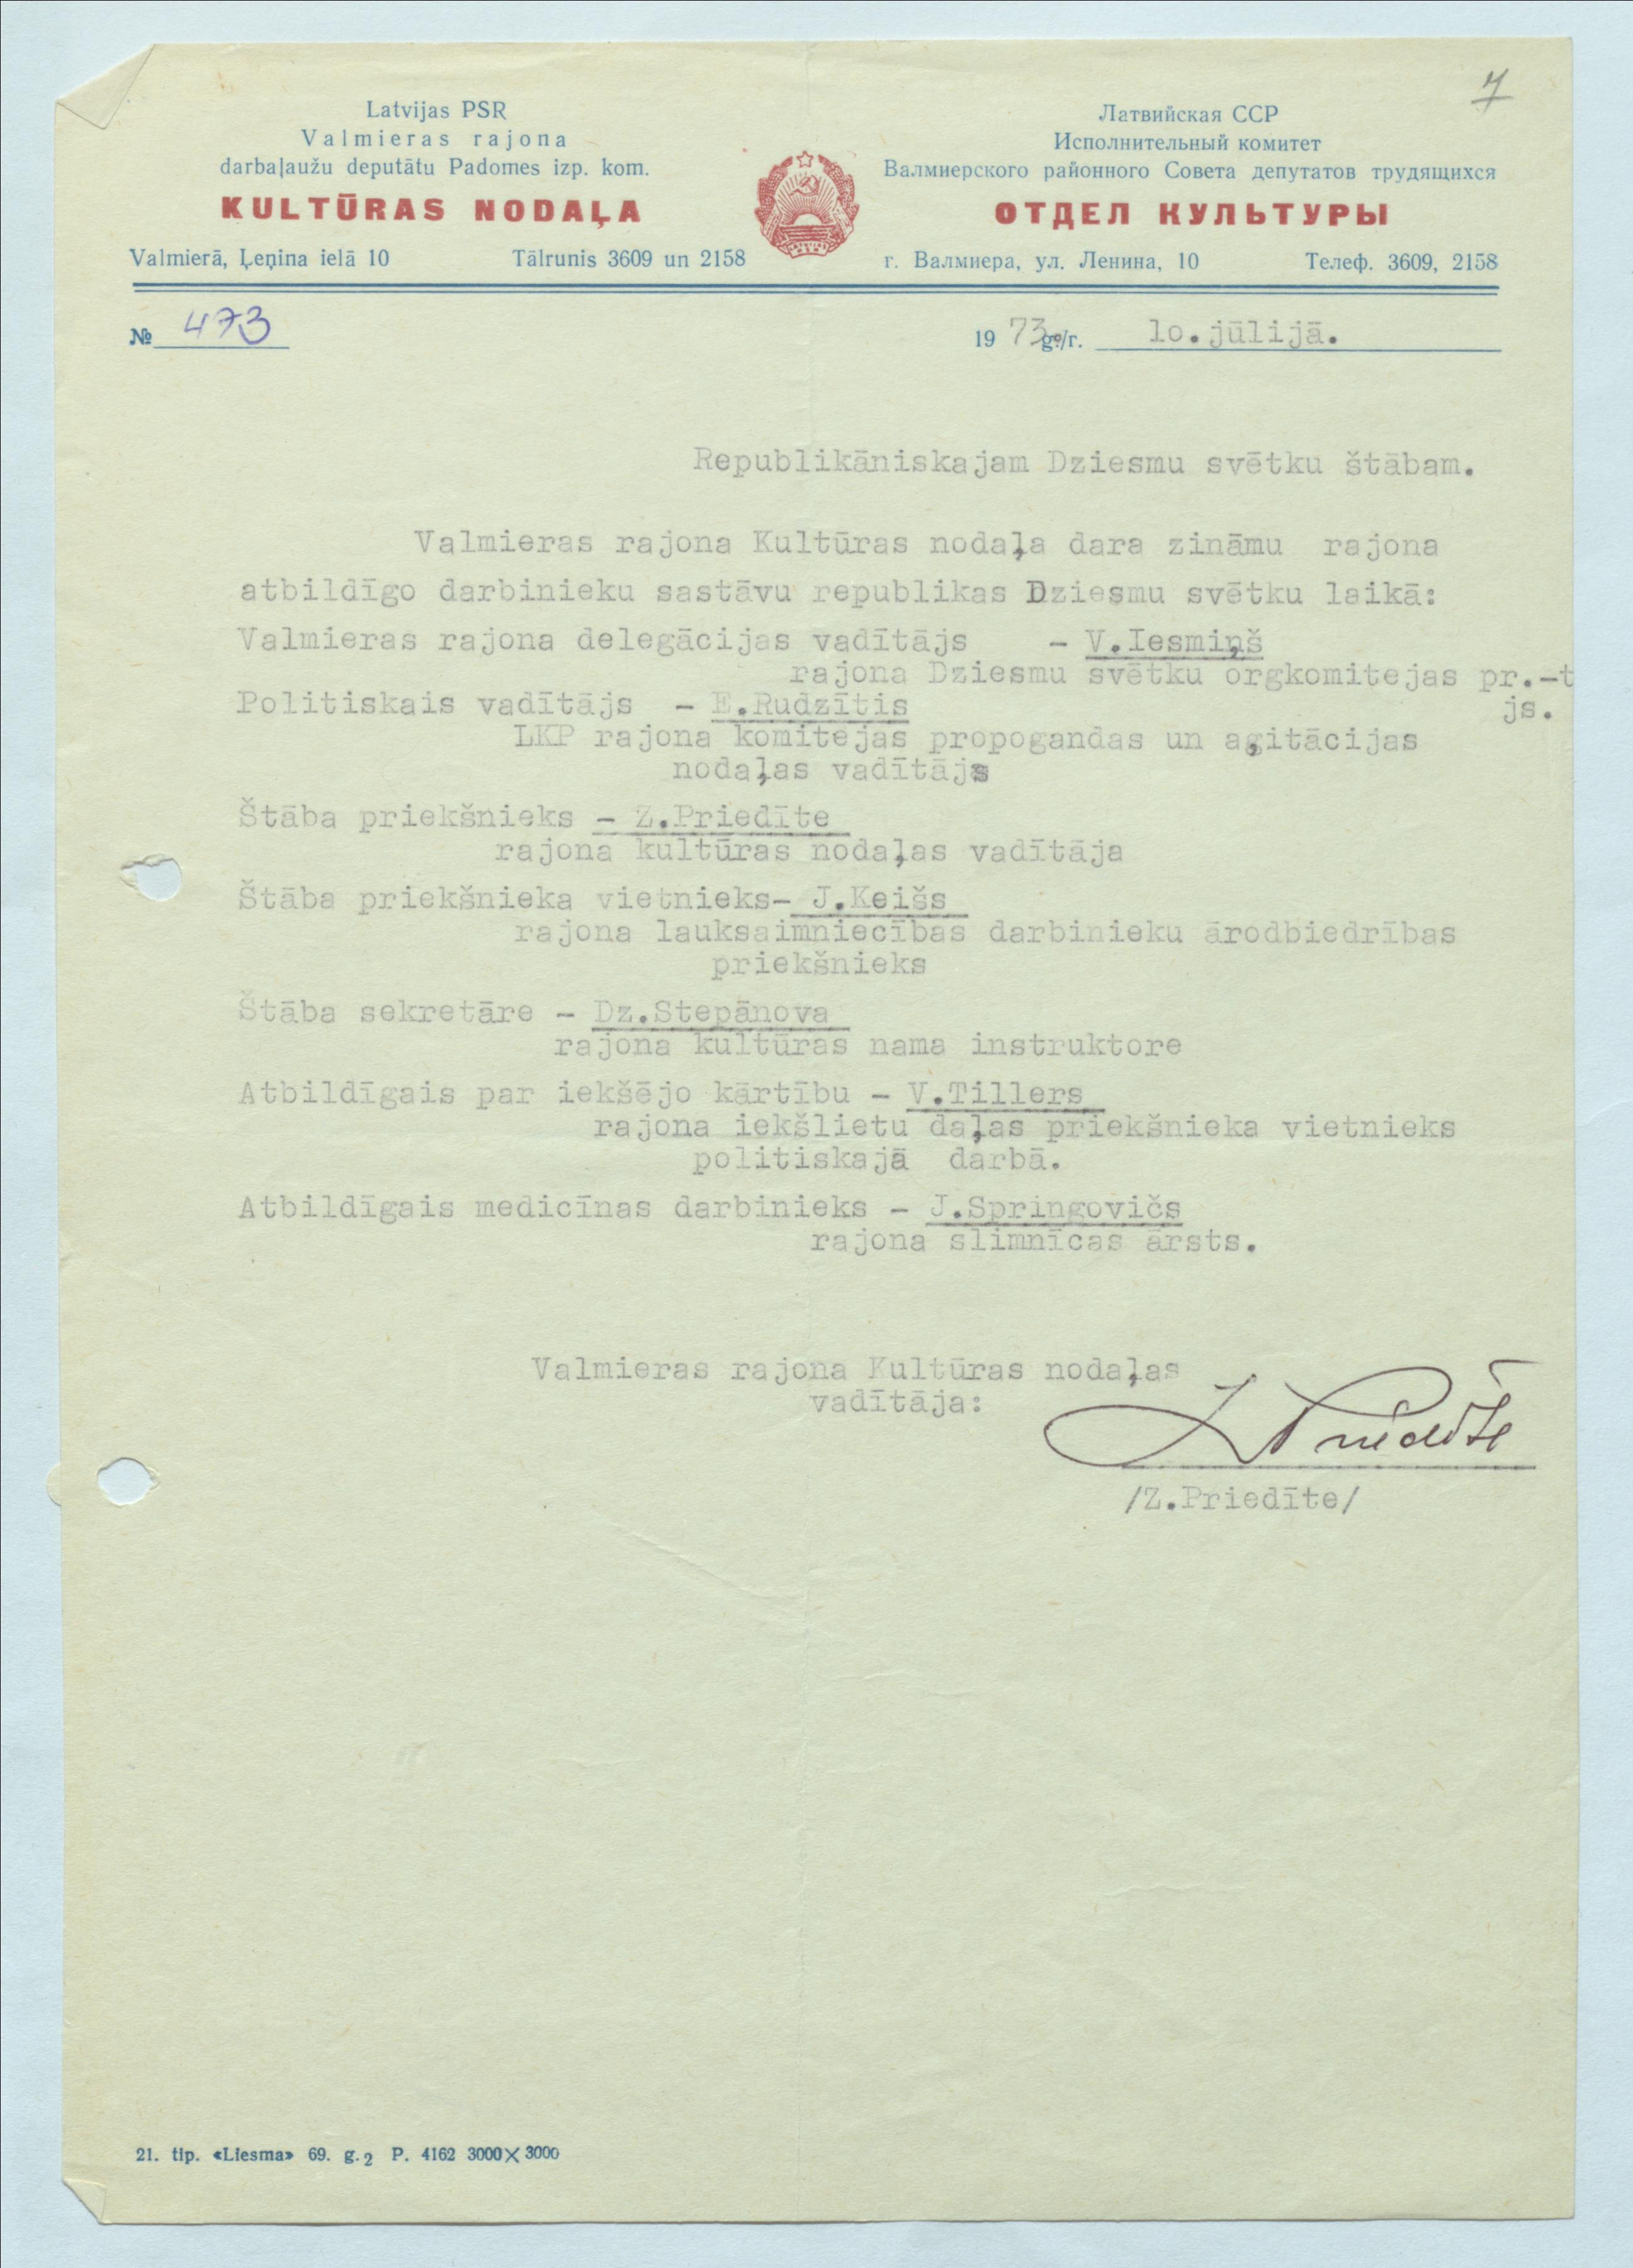 7
Latvijas PSR
Valmieras rajona
darbaļaužu deputātu Padomes izp. kom.
KULTŪRAS NODAĻA
Valmierā, Ļeņina ielā 10 Tālrunis 3609 un 2158
Латвийская ССР
Исполнительный комитет
Валмиерского районного Совета депутатов трудящихся
ОТДЕЛ КУЛЬТУРЫ
г. Валмиера, ул. Ленина, 10 Телеф. 3609, 2158
№ 473
19 73 g./г. lo.jūlijā.
Republikāniskajam Dziesmu svētku štābam.
Valmieras rajona Kultūras nodaļa dara zināmu rajona
atbildīgo darbinieku sastāvu republikas Dziesmu svētku laikā:
Valmieras rajona delegācijas vadītājs - V.Iesmiņš
rajona Dziesmu svētku orgkomitejas pr.-t
js.
Politiskais vadītājs - E.Rudzītis
LKP rajona komitejas propogandas un aģitācijas
nodaļas vadītājs
Štāba priekšnieks - Z.Priedīte
rajona kultūras nodaļas vadītāja
Štāba priekšnieka vietnieks- J.Keišs
rajona lauksaimniecības darbinieku ārodbiedrības
priekšnieks
Štāba sekretāre - Dz.Stepānova
rajona kultūras nama instruktore
Atbildīgais par iekšējo kārtību - V.Tillers
rajona iekšlietu daļas priekšnieka vietnieks
politiskajā darbā.
Atbildīgais medicīnas darbinieks - J.Springovičs
rajona slimnīcas ārsts.
Valmieras rajona Kultūras nodaļas
vadītāja:
Z Priedīte
/Z.Priedīte/
21. tip. «Liesma» 69. g. 2 P. 4162 3000×3000